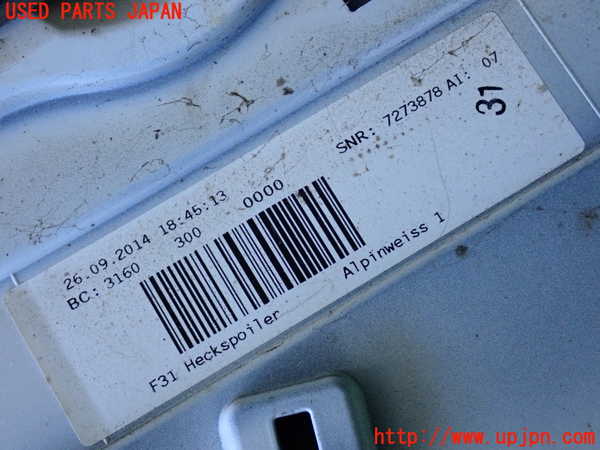 USED PARTS JAPAN
SNR: 7273878 AI: 07
31
26.09.2014 18:45:13 0000
BC: 3160 300
F31 Heckspoiler Alpinweiss 1
http://www.upjpn.com/